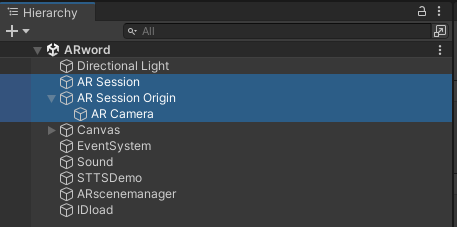 Hierarchy
All
ARword
Directional Light
AR Session
AR Session Origin
AR Camera
Canvas
EventSystem
Sound
STTSDemo
ARscenemanager
IDload